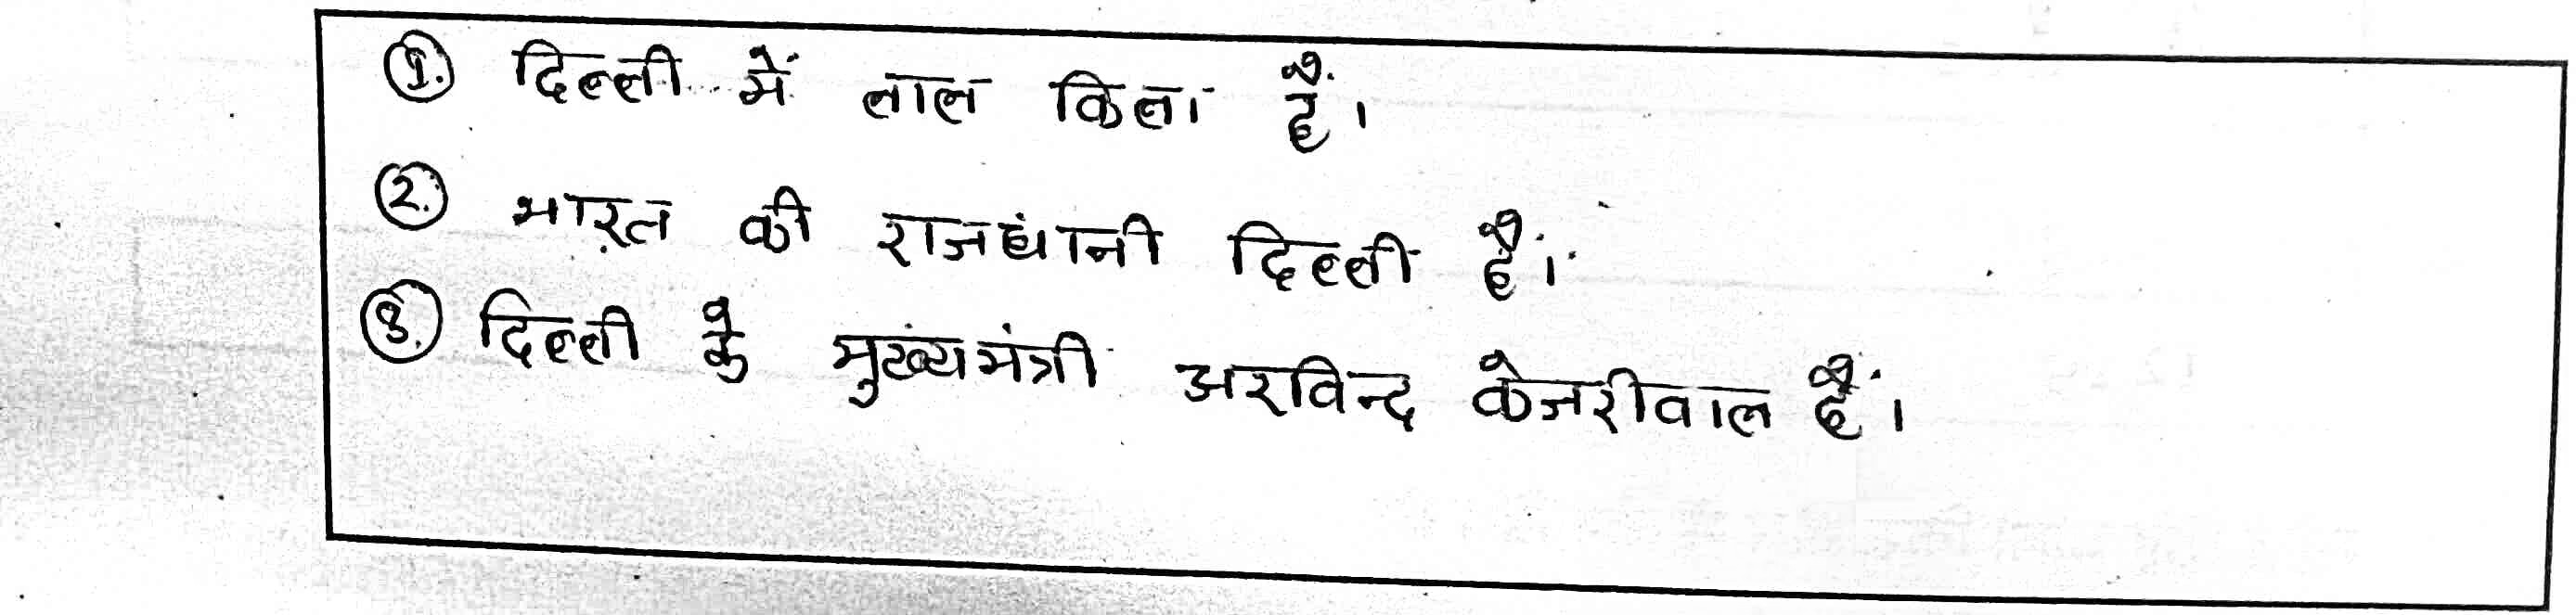 1. दिल्ली में लाल किला है।
2. भारत की राजधानी दिल्ली है।
3. दिल्ली के मुख्यमंत्री अरविन्द केजरीवाल हैं।